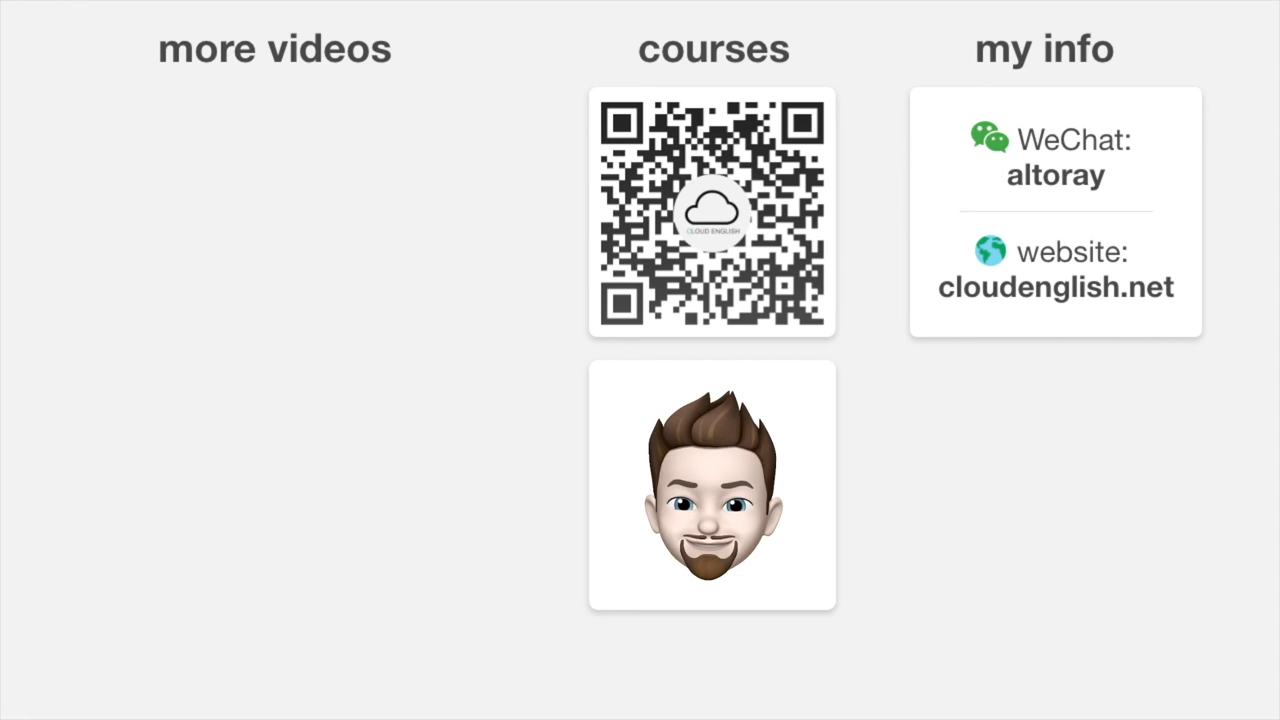 more videos
courses
my info
CLOUD ENGLISH
WeChat:
altoray
website:
cloudenglish.net